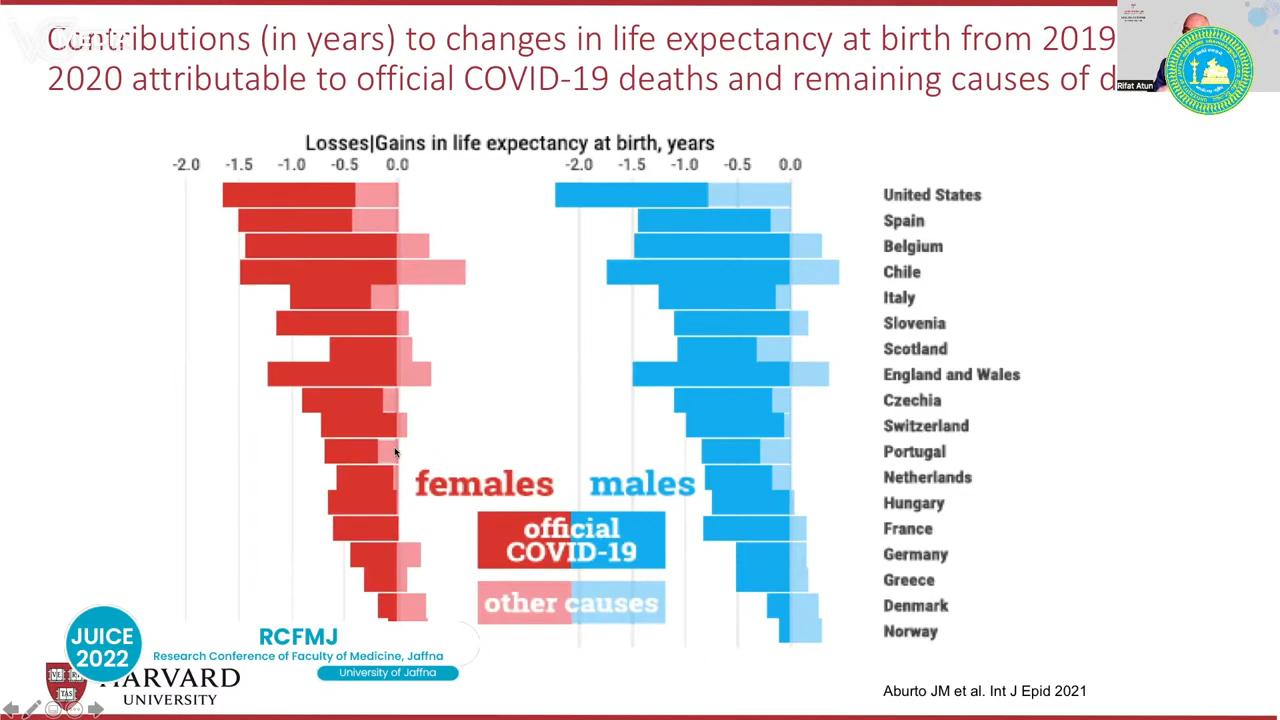 Contributions (in years) to changes in life expectancy at birth from 2019
2020 attributable to official COVID-19 deaths and remaining causes of d
Rifat Atun
Losses|Gains in life expectancy at birth, years
-2.0 -1.5 -1.0 -0.5 0.0 -2.0 -1.5 -1.0 -0.5 0.0
United States
Spain
Belgium
Chile
Italy
Slovenia
Scotland
England and Wales
Czechia
Switzerland
Portugal
Netherlands
Hungary
France
Germany
Greece
Denmark
Norway
females males
official
COVID-19
other causes
JUICE
2022
RCFMJ
Research Conference of Faculty of Medicine, Jaffna
University of Jaffna
VE RI
TAS
HARVARD
UNIVERSITY
Aburto JM et al. Int J Epid 2021